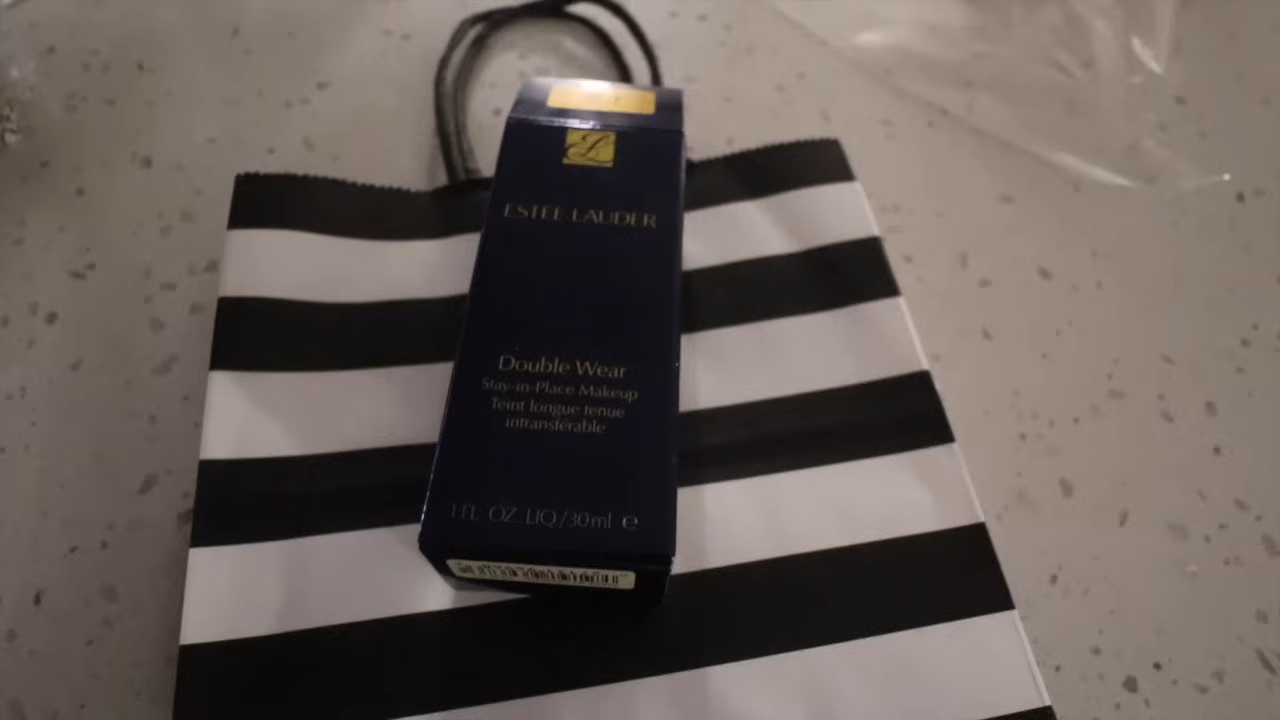 ESTEE LAUDER
Double Wear
Stay-in-Place Makeup
Teint longue tenue
intransférable
1 FL. OZ. LIQ./30ml e